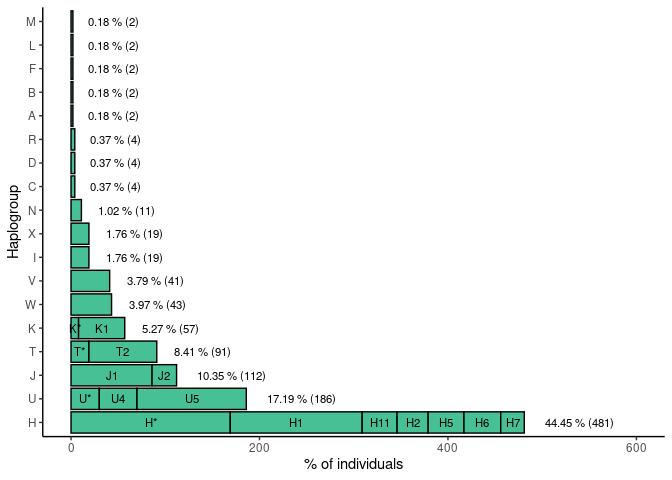 M 0.18 % (2)
L 0.18 % (2)
F 0.18 % (2)
B 0.18 % (2)
A 0.18 % (2)
R 0.37 % (4)
D 0.37 % (4)
C 0.37 % (4)
N 1.02 % (11)
X 1.76 % (19)
I 1.76 % (19)
V 3.79 % (41)
W 3.97 % (43)
K K* K1 5.27 % (57)
T T* T2 8.41 % (91)
J J1 J2 10.35 % (112)
U U* U4 U5 17.19 % (186)
H H* H1 H11 H2 H5 H6 H7 44.45 % (481)
Haplogroup
0 200 400 600
% of individuals